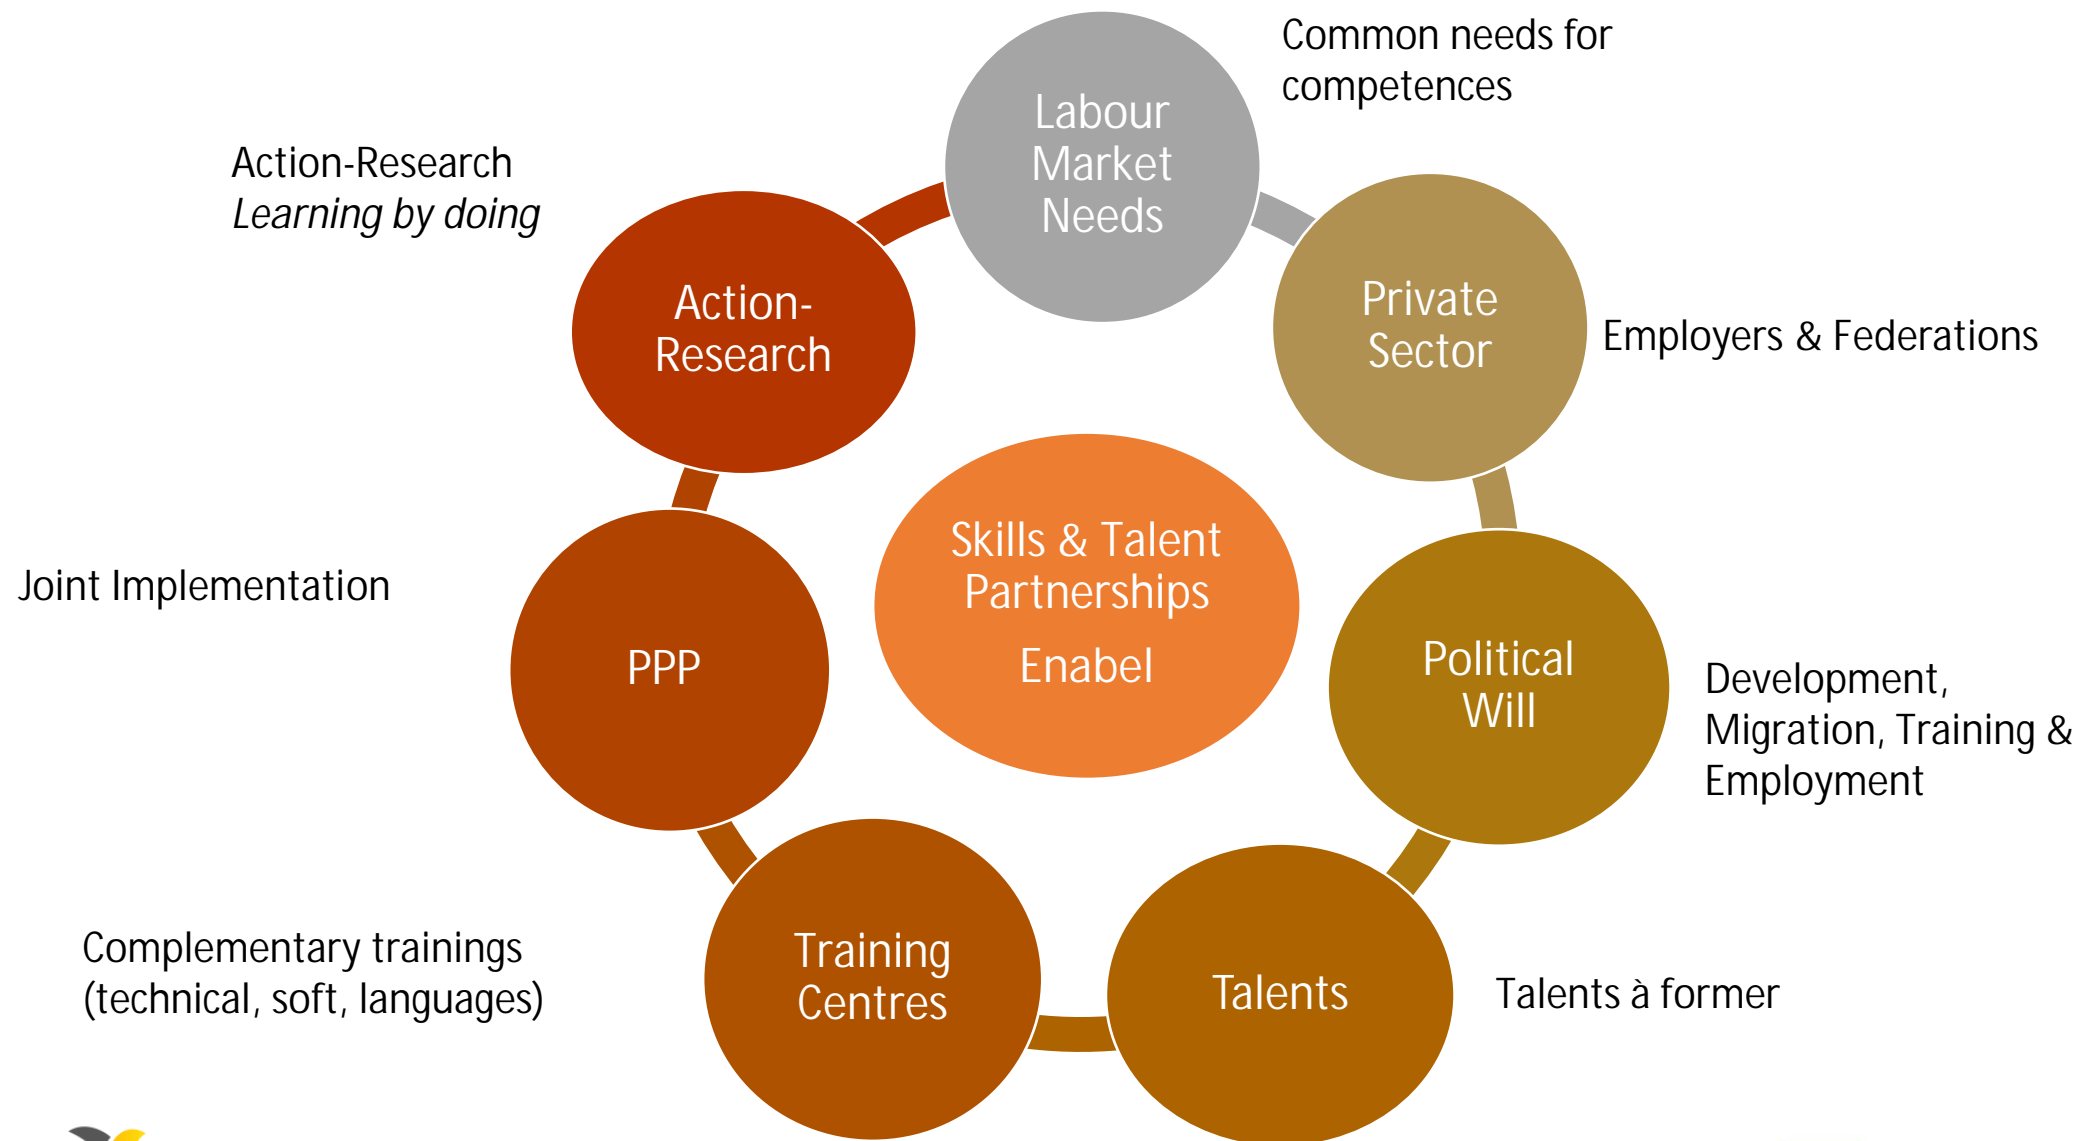 Common needs for
competences
Labour
Market
Needs
Action-Research
Learning by doing
Action-
Research
Private
Sector
Employers & Federations
Skills & Talent
Partnerships
Enabel
Joint Implementation
PPP
Political
Will
Development,
Migration, Training &
Employment
Complementary trainings
(technical, soft, languages)
Training
Centres
Talents
Talents à former